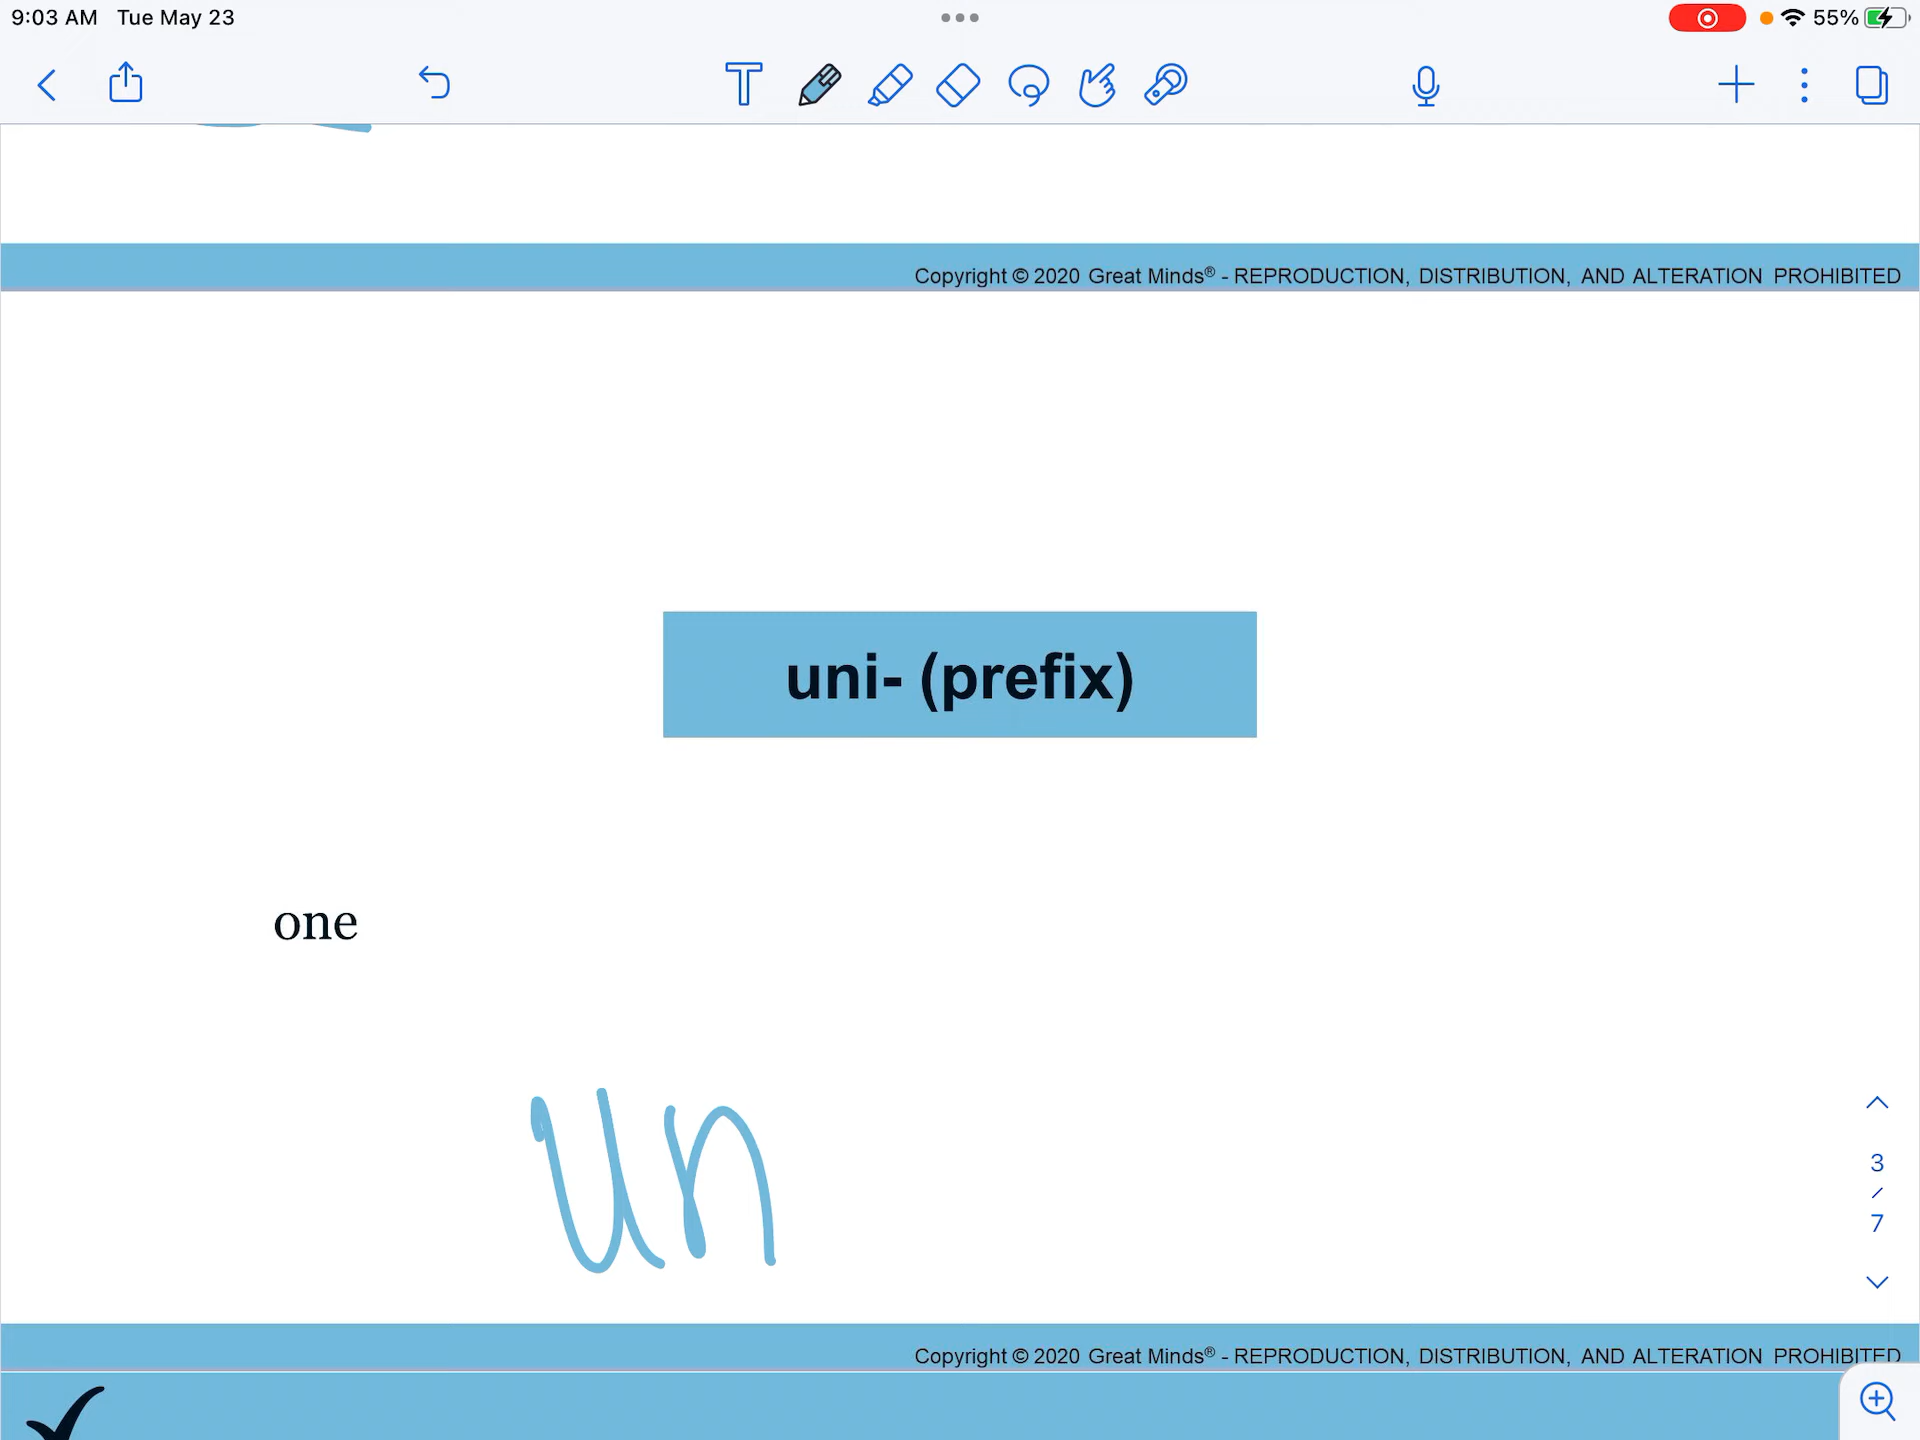 9:03 AM Tue May 23
55%
Copyright © 2020 Great Minds® - REPRODUCTION, DISTRIBUTION, AND ALTERATION PROHIBITED
uni- (prefix)
one
un
3
/
7
Copyright © 2020 Great Minds® - REPRODUCTION, DISTRIBUTION, AND ALTERATION PROHIBITED